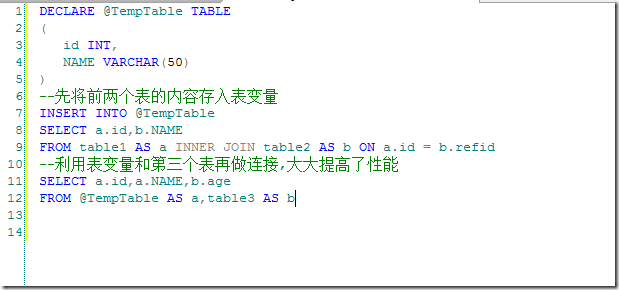 1 DECLARE @TempTable TABLE
2 (
3 id INT,
4 NAME VARCHAR(50)
5 )
6 --先将前两个表的内容存入表变量
7 INSERT INTO @TempTable
8 SELECT a.id,b.NAME
9 FROM table1 AS a INNER JOIN table2 AS b ON a.id = b.refid
10 --利用表变量和第三个表再做连接,大大提高了性能
11 SELECT a.id,a.NAME,b.age
12 FROM @TempTable AS a,table3 AS b
13
14